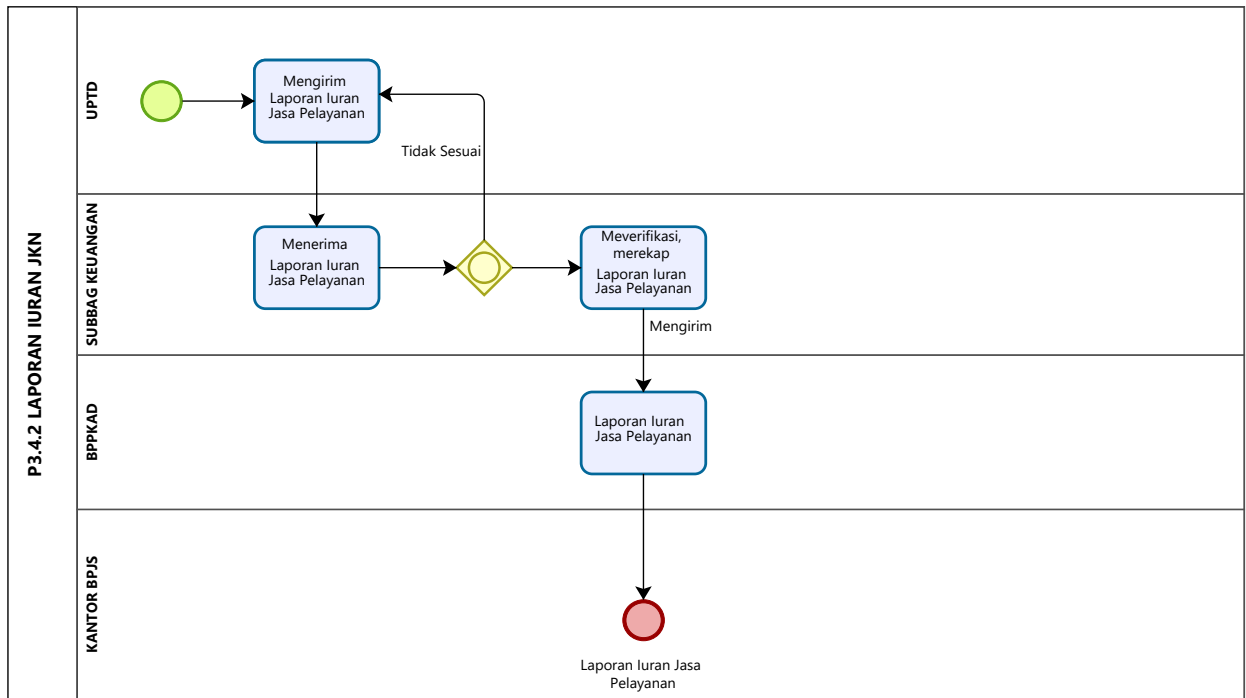 P3.4.2 LAPORAN IURAN JKN
UPTD
Mengirim
Laporan Iuran
Jasa Pelayanan
Tidak Sesuai
SUBBAG KEUANGAN
Menerima
Laporan Iuran
Jasa Pelayanan
Meverifikasi,
merekap
Laporan Iuran
Jasa Pelayanan
Mengirim
BPPKAD
Laporan Iuran
Jasa Pelayanan
KANTOR BPJS
Laporan Iuran Jasa
Pelayanan